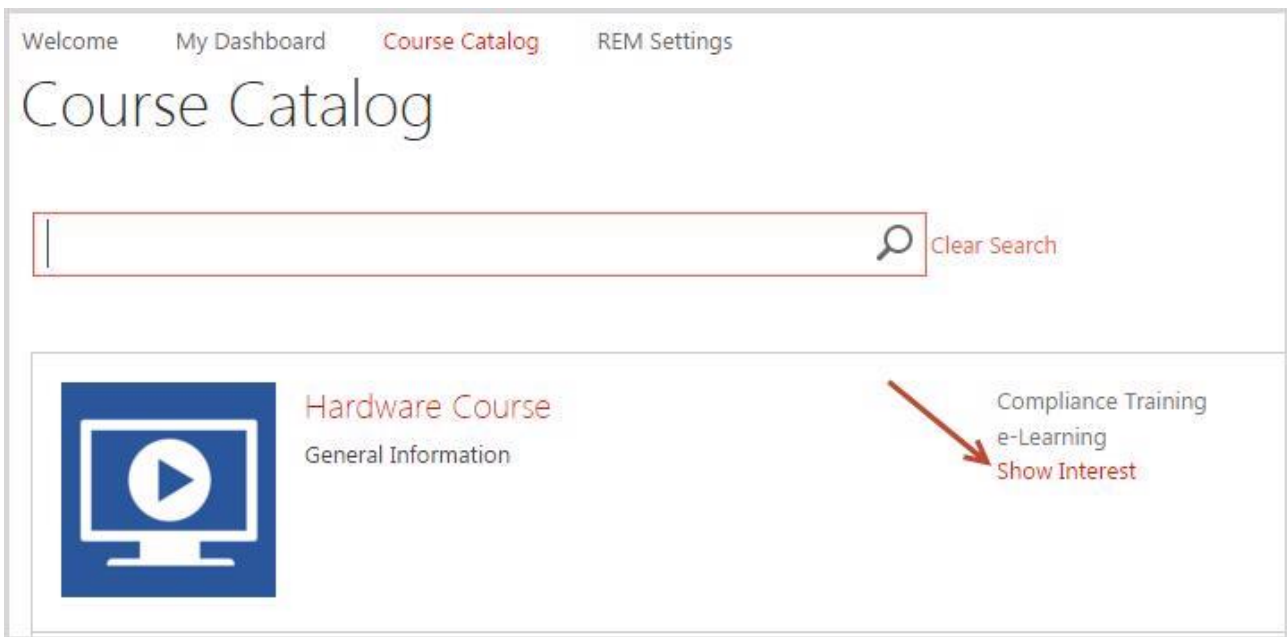 Welcome My Dashboard Course Catalog REM Settings
Course Catalog
Clear Search
Hardware Course
General Information
Compliance Training
e-Learning
Show Interest